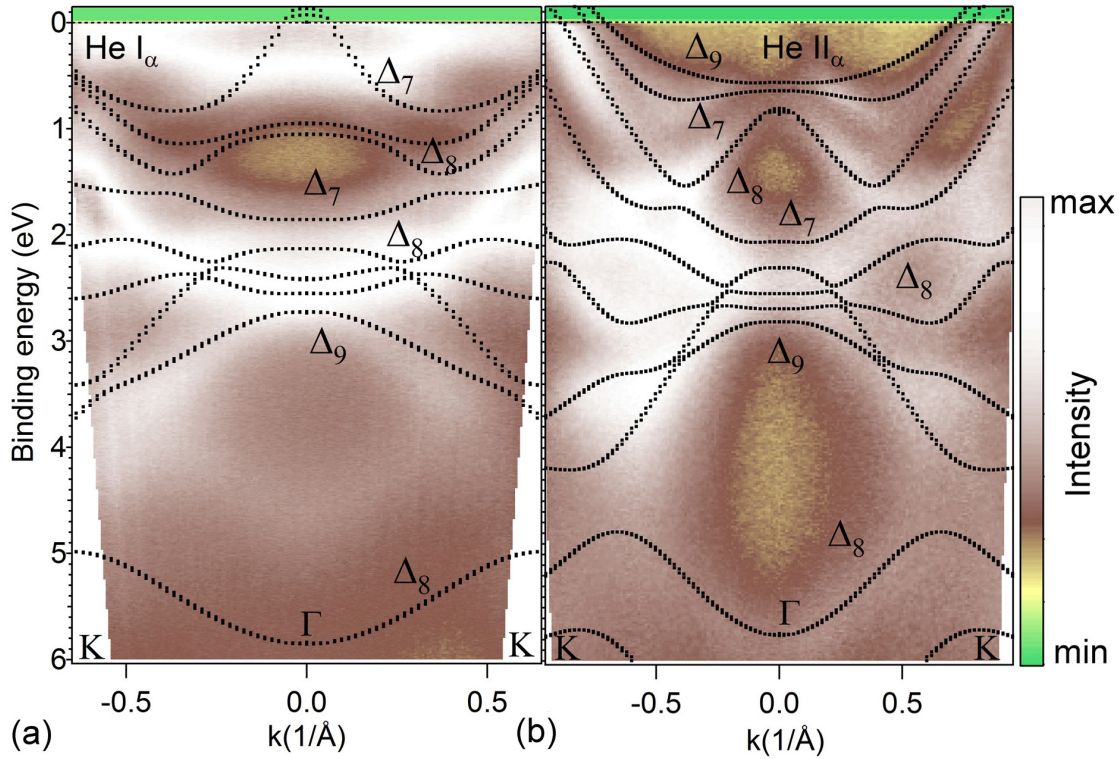 0
1
2
3
4
5
6
Binding energy (eV)
He Iα
Δ7
Δ8
Δ7
Δ8
Δ9
Δ8
Γ
K
K
-0.5
0.0
0.5
k(1/Å)
(a)
He IIα
Δ9
Δ7
Δ8
Δ7
Δ8
Δ9
Δ8
Γ
K
K
-0.5
0.0
0.5
k(1/Å)
(b)
max
Intensity
min